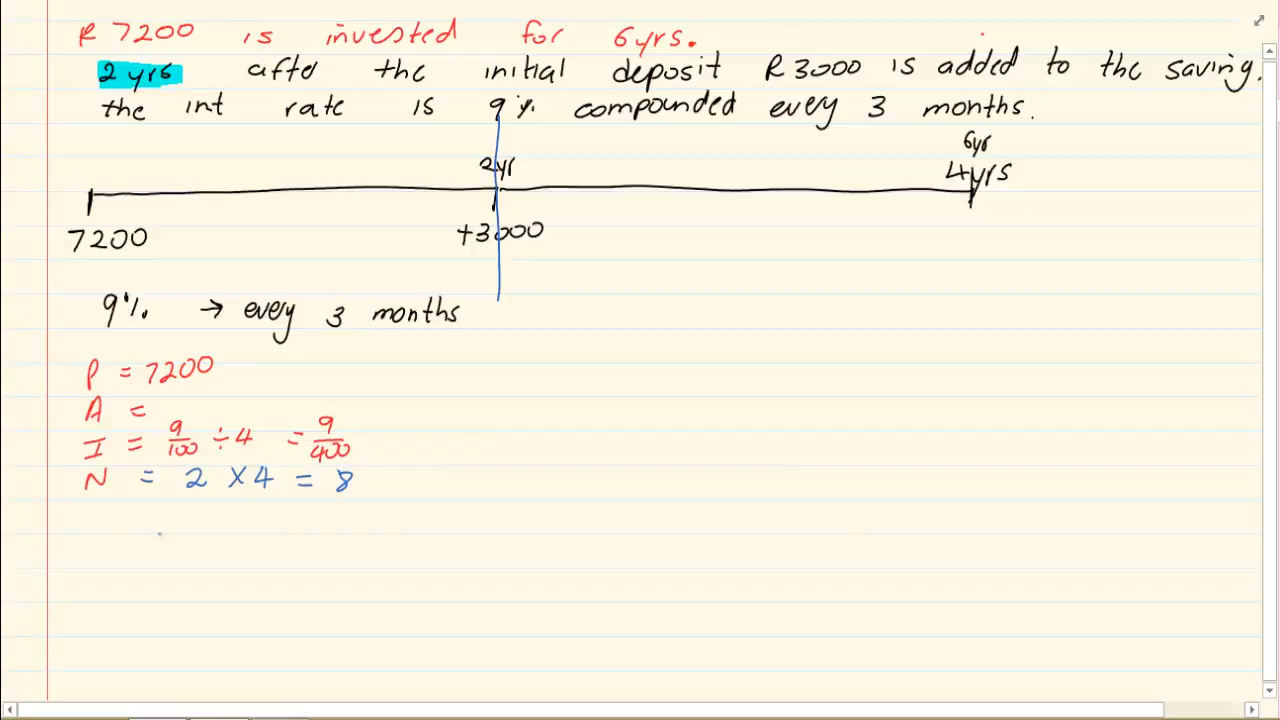 R 7200 is invested for 6yrs.
2 yrs after the initial deposit R 3000 is added to the saving.
the int rate is 9% compounded every 3 months.
6yr
2yr 4yrs
7200 +3000
9% → every 3 months
P = 7200
A =
I = 9/100 ÷ 4 = 9/400
N = 2 × 4 = 8